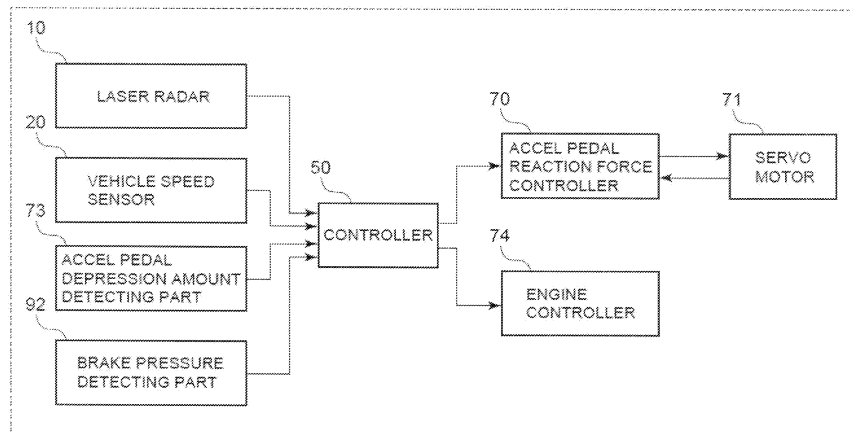 10
LASER RADAR
20
VEHICLE SPEED
SENSOR
73
ACCEL PEDAL
DEPRESSION AMOUNT
DETECTING PART
92
BRAKE PRESSURE
DETECTING PART
50
CONTROLLER
70
ACCEL PEDAL
REACTION FORCE
CONTROLLER
71
SERVO
MOTOR
74
ENGINE
CONTROLLER